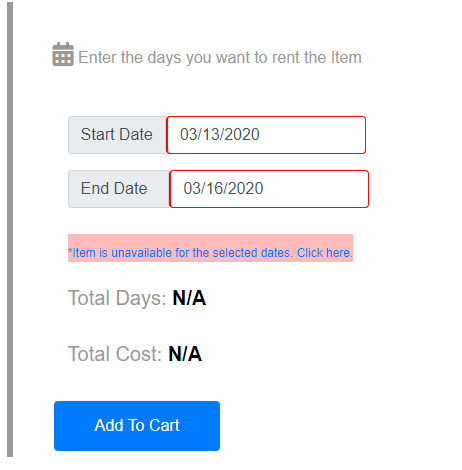 Enter the days you want to rent the Item
Start Date 03/13/2020
End Date 03/16/2020
*Item is unavailable for the selected dates. Click here.
Total Days: N/A
Total Cost: N/A
Add To Cart